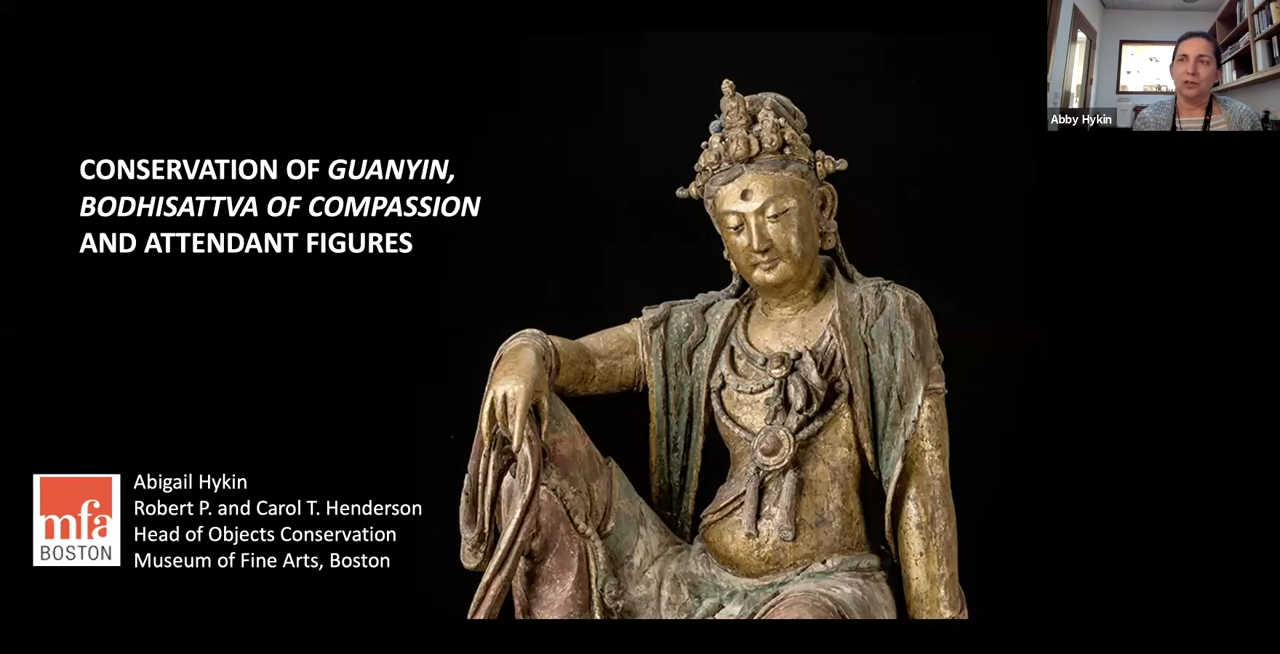 CONSERVATION OF GUANYIN,
BODHISATTVA OF COMPASSION
AND ATTENDANT FIGURES
Abby Hykin
mfa
BOSTON
Abigail Hykin
Robert P. and Carol T. Henderson
Head of Objects Conservation
Museum of Fine Arts, Boston